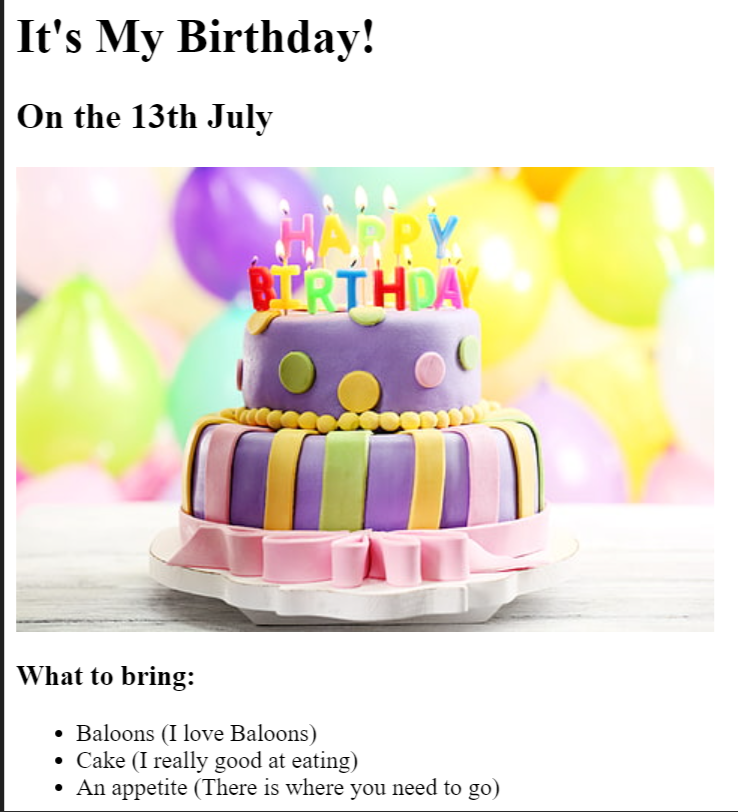 It's My Birthday!
On the 13th July
HAPPY
BIRTHDAY
What to bring:
Baloons (I love Baloons)
Cake (I really good at eating)
An appetite (There is where you need to go)